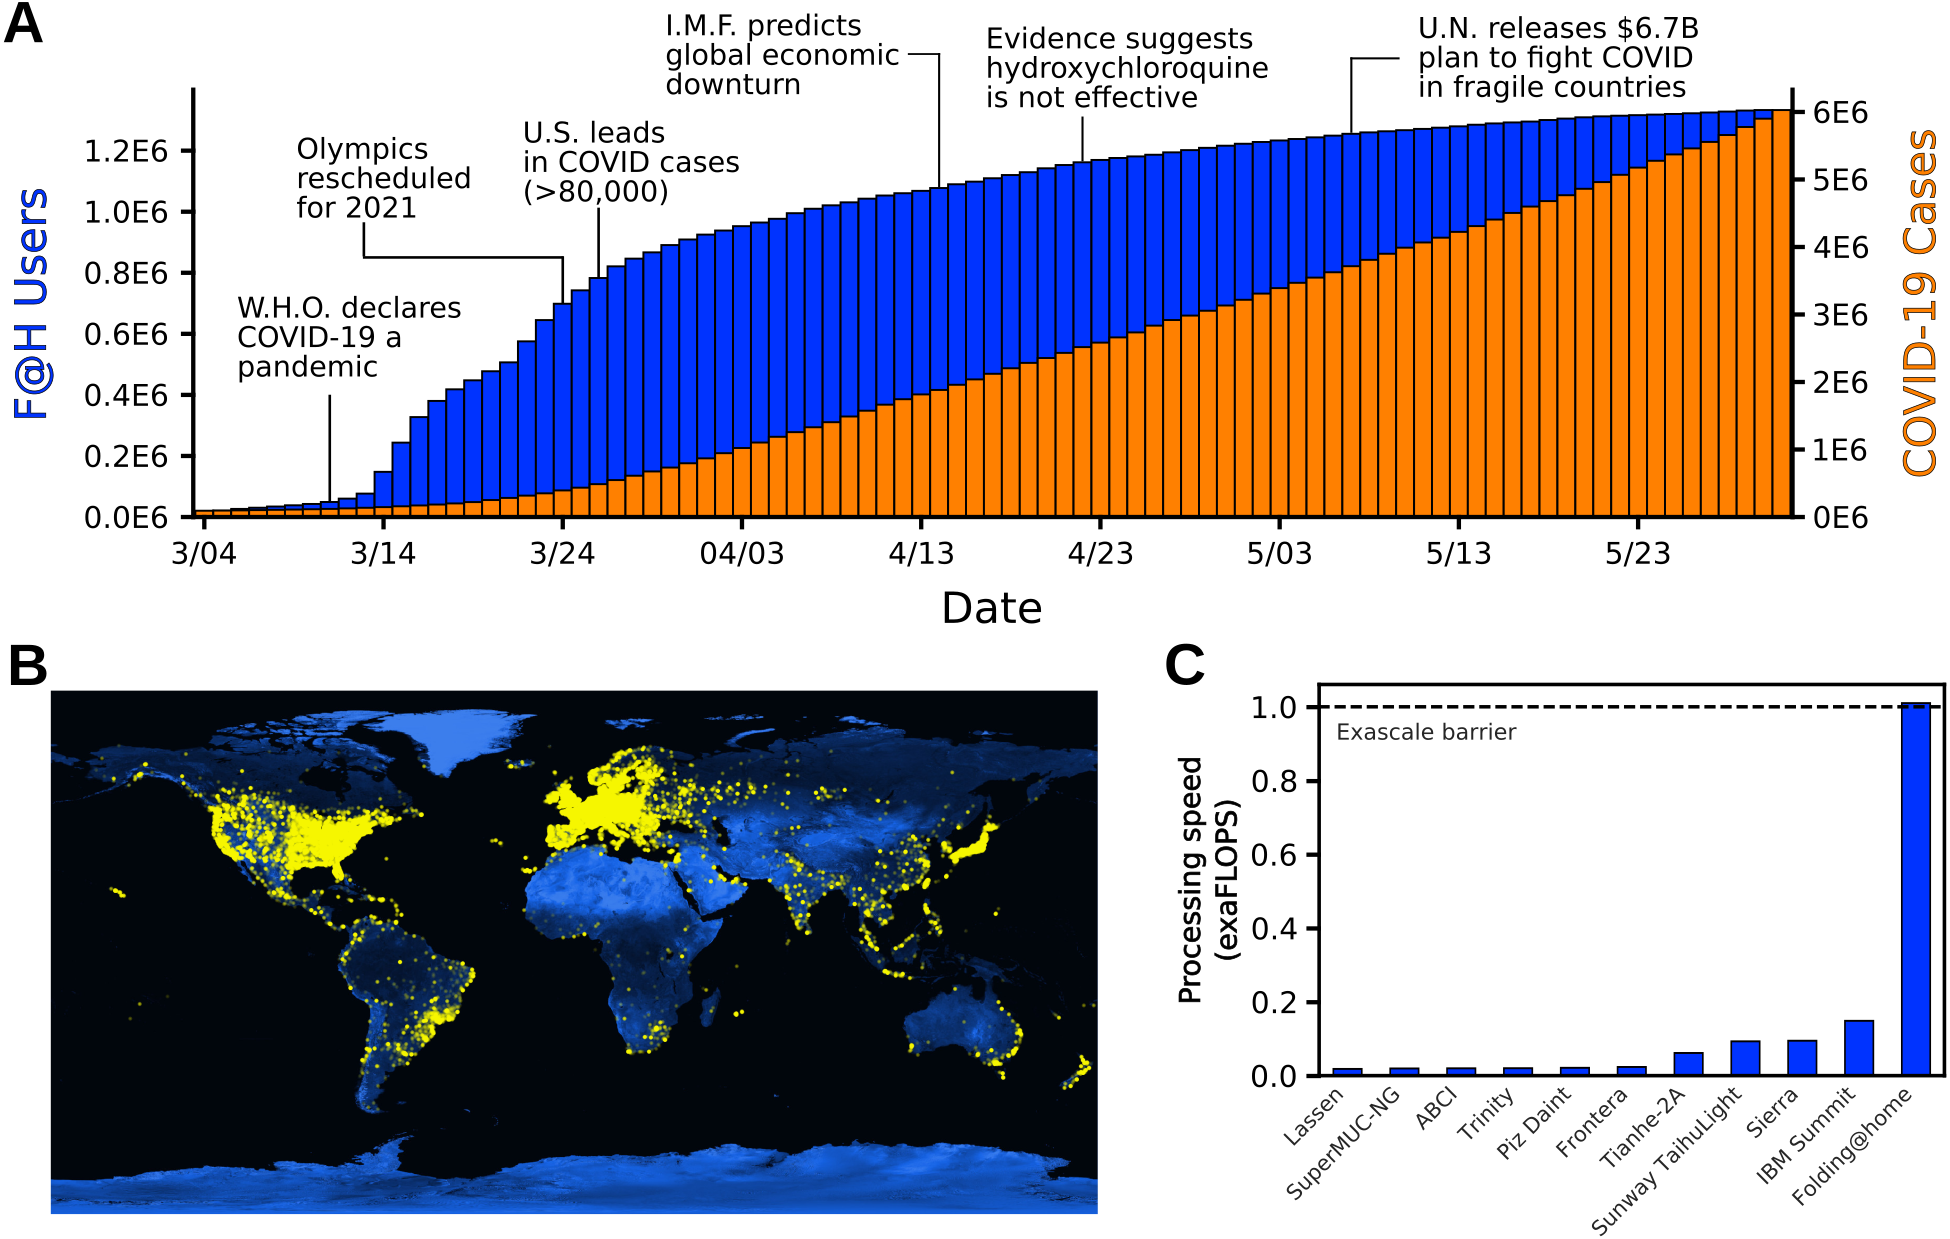 A
I.M.F. predicts
global economic
downturn
Evidence suggests
hydroxychloroquine
is not effective
U.N. releases $6.7B
plan to fight COVID
in fragile countries
Olympics
rescheduled
for 2021
U.S. leads
in COVID cases
(>80,000)
W.H.O. declares
COVID-19 a
pandemic
F@H Users
1.2E6
1.0E6
0.8E6
0.6E6
0.4E6
0.2E6
0.0E6
6E6
5E6
4E6
3E6
2E6
1E6
0E6
COVID-19 Cases
3/04
3/14
3/24
04/03
4/13
4/23
5/03
5/13
5/23
Date
B
C
Processing speed
(exaFLOPS)
1.0
0.8
0.6
0.4
0.2
0.0
Exascale barrier
Lassen
SuperMUC-NG
ABCI
Trinity
Piz Daint
Frontera
Tianhe-2A
Sunway TaihuLight
Sierra
IBM Summit
Folding@home